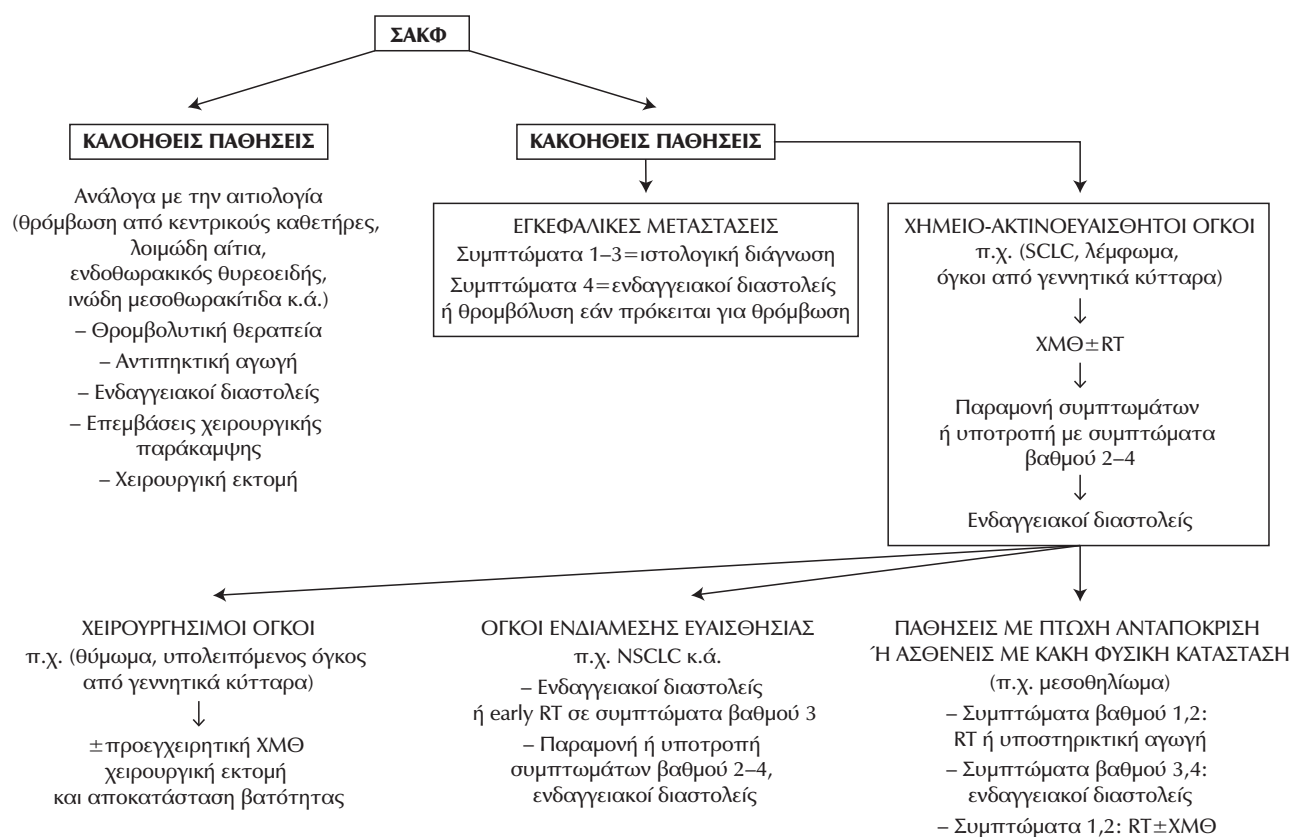 ΣΑΚΦ
ΚΑΛΟΗΘΕΙΣ ΠΑΘΗΣΕΙΣ
Ανάλογα με την αιτιολογία
(θρόμβωση από κεντρικούς καθετήρες,
λοιμώδη αίτια,
ενδοθωρακικός θυρεοειδής,
ινώδη μεσοθωρακίτιδα κ.ά.)
– Θρομβολυτική θεραπεία
– Αντιπηκτική αγωγή
– Ενδαγγειακοί διαστολείς
– Επεμβάσεις χειρουργικής
παράκαμψης
– Χειρουργική εκτομή
ΚΑΚΟΗΘΕΙΣ ΠΑΘΗΣΕΙΣ
ΕΓΚΕΦΑΛΙΚΕΣ ΜΕΤΑΣΤΑΣΕΙΣ
Συμπτώματα 1–3=ιστολογική διάγνωση
Συμπτώματα 4=ενδαγγειακοί διαστολείς
ή θρομβόλυση εάν πρόκειται για θρόμβωση
ΧΗΜΕΙΟ-ΑΚΤΙΝΟΕΥΑΙΣΘΗΤΟΙ ΟΓΚΟΙ
π.χ. (SCLC, λέμφωμα,
όγκοι από γεννητικά κύτταρα)
ΧΜΘ±RT
Παραμονή συμπτωμάτων
ή υποτροπή με συμπτώματα
βαθμού 2–4
Ενδαγγειακοί διαστολείς
ΧΕΙΡΟΥΡΓΗΣΙΜΟΙ ΟΓΚΟΙ
π.χ. (θύμωμα, υπολειπόμενος όγκος
από γεννητικά κύτταρα)
±προεγχειρητική ΧΜΘ
χειρουργική εκτομή
και αποκατάσταση βατότητας
ΟΓΚΟΙ ΕΝΔΙΑΜΕΣΗΣ ΕΥΑΙΣΘΗΣΙΑΣ
π.χ. NSCLC κ.ά.
– Ενδαγγειακοί διαστολείς
ή early RT σε συμπτώματα βαθμού 3
– Παραμονή ή υποτροπή
συμπτωμάτων βαθμού 2–4,
ενδαγγειακοί διαστολείς
ΠΑΘΗΣΕΙΣ ΜΕ ΠΤΩΧΗ ΑΝΤΑΠΟΚΡΙΣΗ
Ή ΑΣΘΕΝΕΙΣ ΜΕ ΚΑΚΗ ΦΥΣΙΚΗ ΚΑΤΑΣΤΑΣΗ
(π.χ. μεσοθηλίωμα)
– Συμπτώματα βαθμού 1,2:
RT ή υποστηρικτική αγωγή
– Συμπτώματα βαθμού 3,4:
ενδαγγειακοί διαστολείς
– Συμπτώματα 1,2: RT±ΧΜΘ